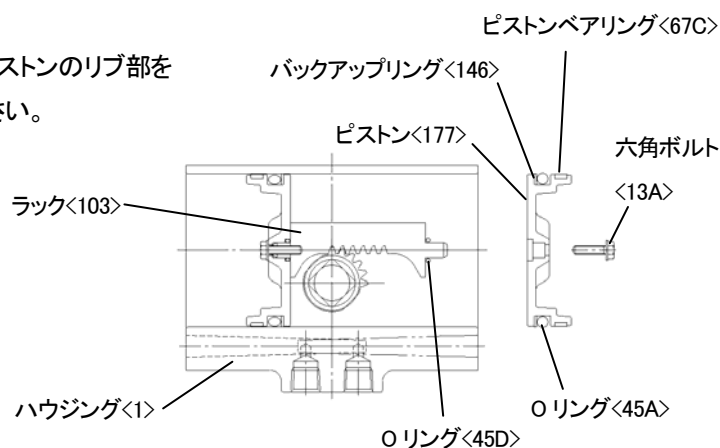 ピストンベアリング<67C>
ストンのリブ部を
バックアップリング<146>
さい。
ピストン<177>
六角ボルト
<13A>
ラック<103>
ハウジング<1>
Oリング<45A>
Oリング<45D>